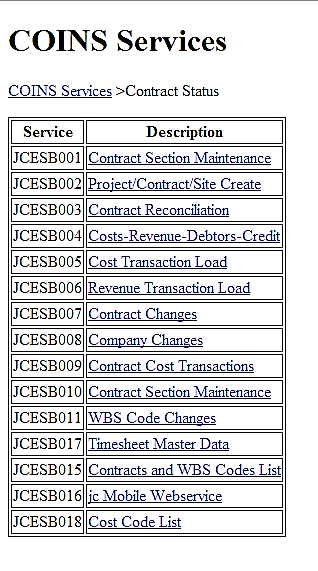 COINS Services
COINS Services >Contract Status
Service Description
JCESB001 Contract Section Maintenance
JCESB002 Project/Contract/Site Create
JCESB003 Contract Reconciliation
JCESB004 Costs-Revenue-Debtors-Credit
JCESB005 Cost Transaction Load
JCESB006 Revenue Transaction Load
JCESB007 Contract Changes
JCESB008 Company Changes
JCESB009 Contract Cost Transactions
JCESB010 Contract Section Maintenance
JCESB011 WBS Code Changes
JCESB017 Timesheet Master Data
JCESB015 Contracts and WBS Codes List
JCESB016 jc Mobile Webservice
JCESB018 Cost Code List